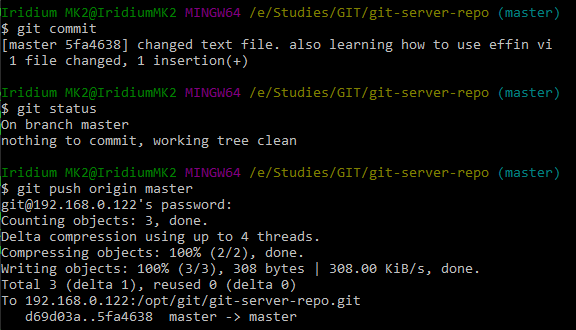 Iridium MK2@IridiumMK2 MINGW64 /e/Studies/GIT/git-server-repo (master)
$ git commit
[master 5fa4638] changed text file. also learning how to use effin vi
 1 file changed, 1 insertion(+)
Iridium MK2@IridiumMK2 MINGW64 /e/Studies/GIT/git-server-repo (master)
$ git status
On branch master
nothing to commit, working tree clean
Iridium MK2@IridiumMK2 MINGW64 /e/Studies/GIT/git-server-repo (master)
$ git push origin master
git@192.168.0.122's password:
Counting objects: 3, done.
Delta compression using up to 4 threads.
Compressing objects: 100% (2/2), done.
Writing objects: 100% (3/3), 308 bytes | 308.00 KiB/s, done.
Total 3 (delta 1), reused 0 (delta 0)
To 192.168.0.122:/opt/git/git-server-repo.git
   d69d03a..5fa4638  master -> master